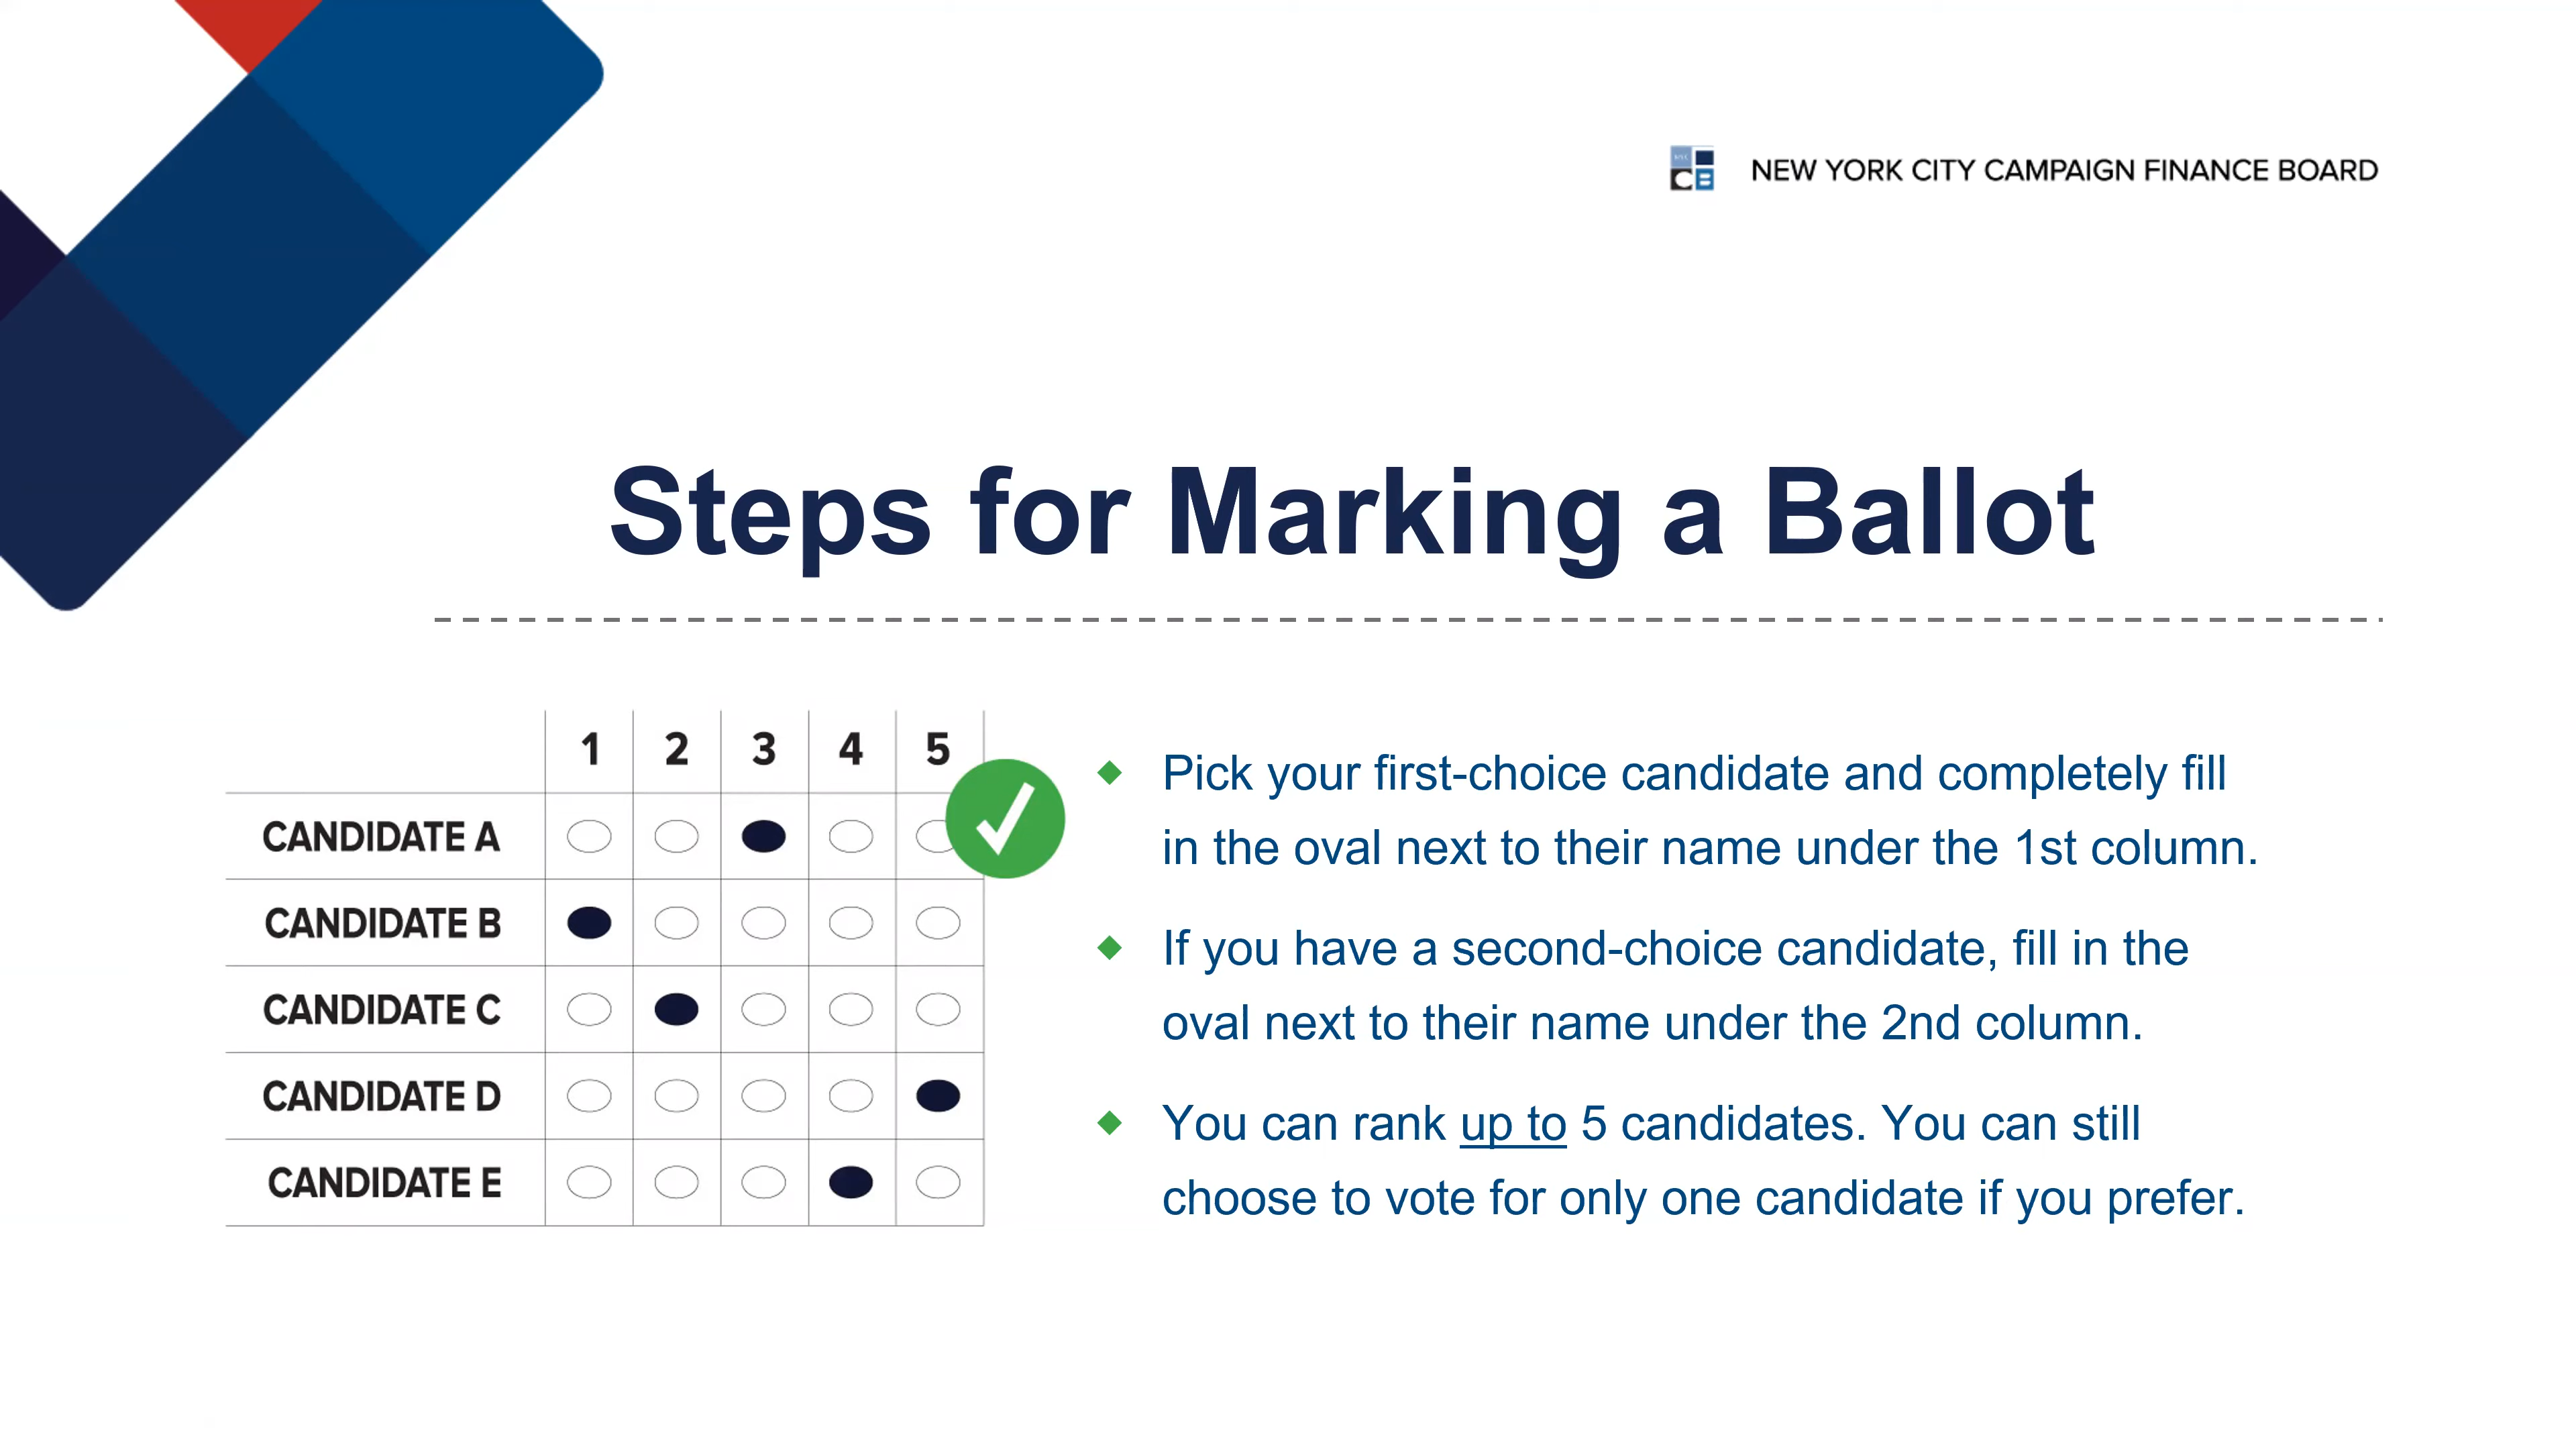 NYC
CB
NEW YORK CITY CAMPAIGN FINANCE BOARD
Steps for Marking a Ballot
1 2 3 4 5
CANDIDATE A
CANDIDATE B
CANDIDATE C
CANDIDATE D
CANDIDATE E
Pick your first-choice candidate and completely fill
in the oval next to their name under the 1st column.
If you have a second-choice candidate, fill in the
oval next to their name under the 2nd column.
You can rank up to 5 candidates. You can still
choose to vote for only one candidate if you prefer.